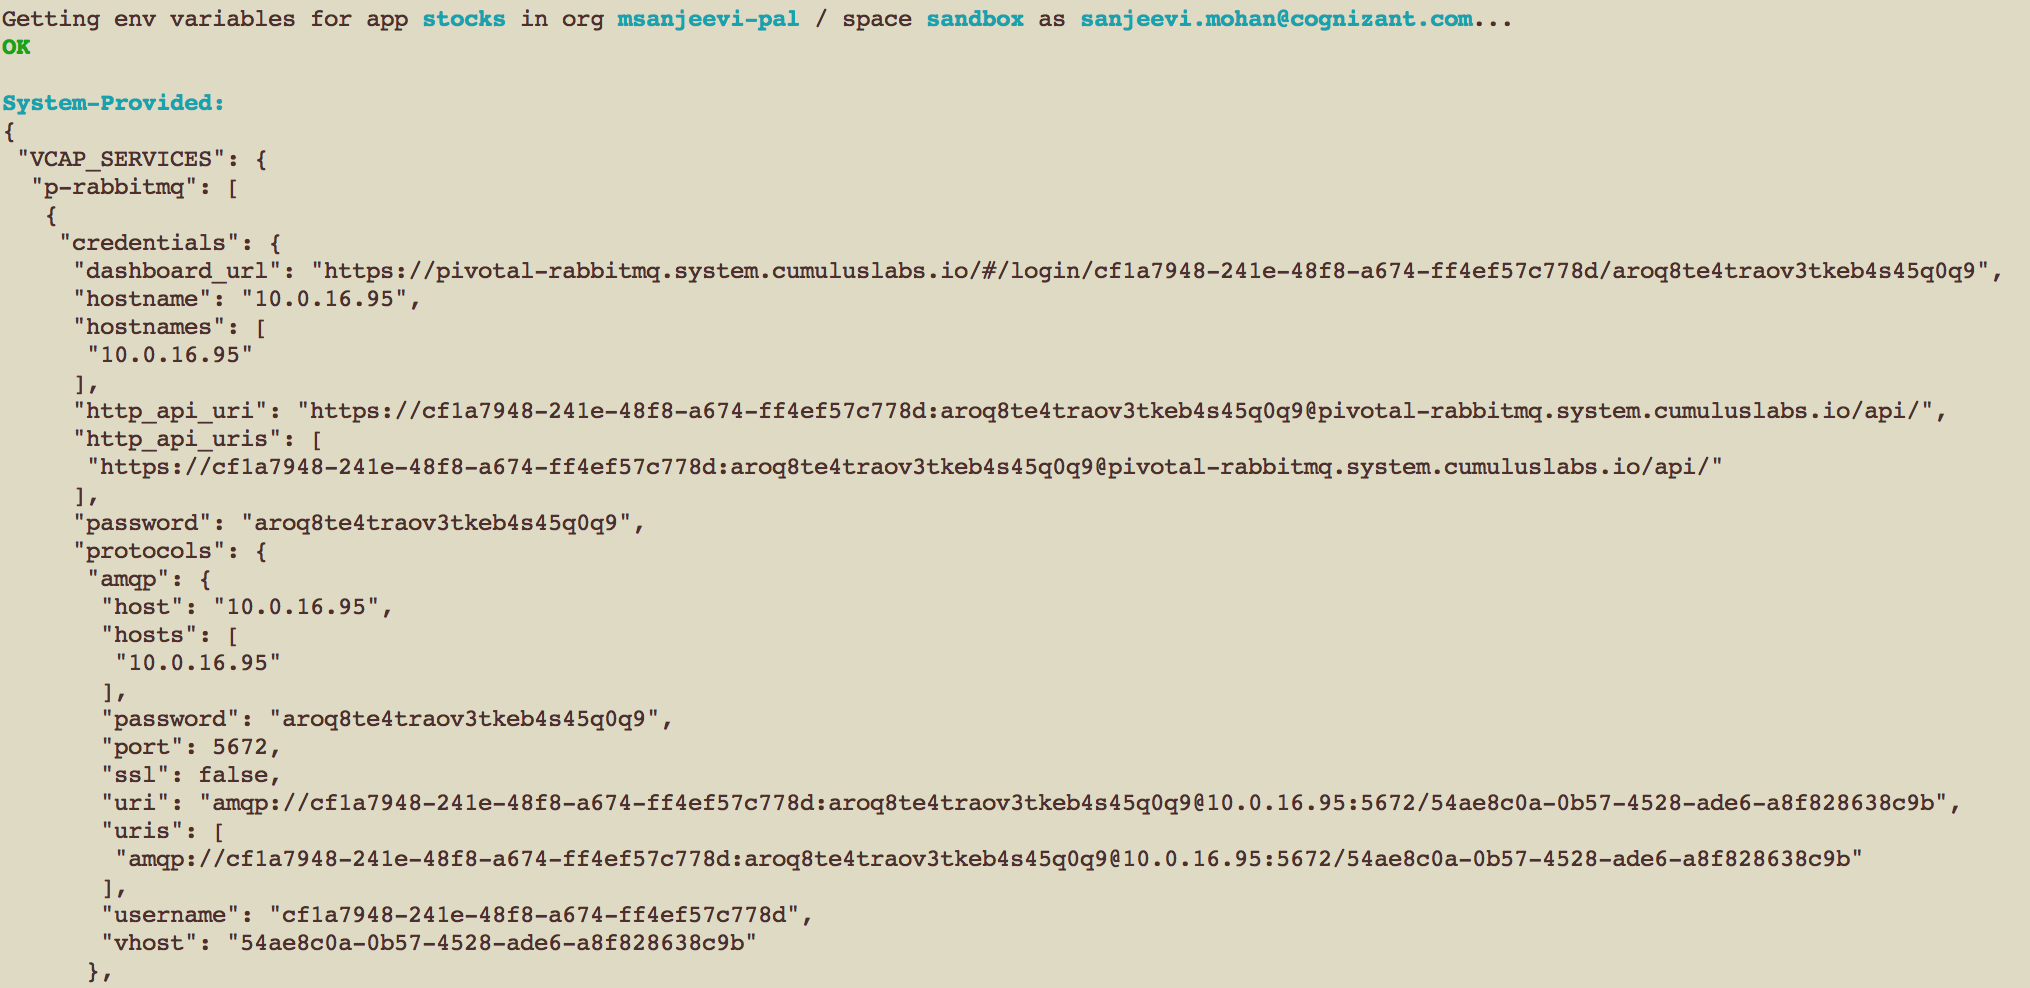 Getting env variables for app stocks in org msanjeevi-pal / space sandbox as sanjeevi.mohan@cognizant.com...
OK

System-Provided:
{
 "VCAP_SERVICES": {
  "p-rabbitmq": [
   {
    "credentials": {
     "dashboard_url": "https://pivotal-rabbitmq.system.cumuluslabs.io/#/login/cf1a7948-241e-48f8-a674-ff4ef57c778d/aroq8te4traov3tkeb4s45q0q9",
     "hostname": "10.0.16.95",
     "hostnames": [
      "10.0.16.95"
     ],
     "http_api_uri": "https://cf1a7948-241e-48f8-a674-ff4ef57c778d:aroq8te4traov3tkeb4s45q0q9@pivotal-rabbitmq.system.cumuluslabs.io/api/",
     "http_api_uris": [
      "https://cf1a7948-241e-48f8-a674-ff4ef57c778d:aroq8te4traov3tkeb4s45q0q9@pivotal-rabbitmq.system.cumuluslabs.io/api/"
     ],
     "password": "aroq8te4traov3tkeb4s45q0q9",
     "protocols": {
      "amqp": {
       "host": "10.0.16.95",
       "hosts": [
        "10.0.16.95"
       ],
       "password": "aroq8te4traov3tkeb4s45q0q9",
       "port": 5672,
       "ssl": false,
       "uri": "amqp://cf1a7948-241e-48f8-a674-ff4ef57c778d:aroq8te4traov3tkeb4s45q0q9@10.0.16.95:5672/54ae8c0a-0b57-4528-ade6-a8f828638c9b",
       "uris": [
        "amqp://cf1a7948-241e-48f8-a674-ff4ef57c778d:aroq8te4traov3tkeb4s45q0q9@10.0.16.95:5672/54ae8c0a-0b57-4528-ade6-a8f828638c9b"
       ],
       "username": "cf1a7948-241e-48f8-a674-ff4ef57c778d",
       "vhost": "54ae8c0a-0b57-4528-ade6-a8f828638c9b"
      },